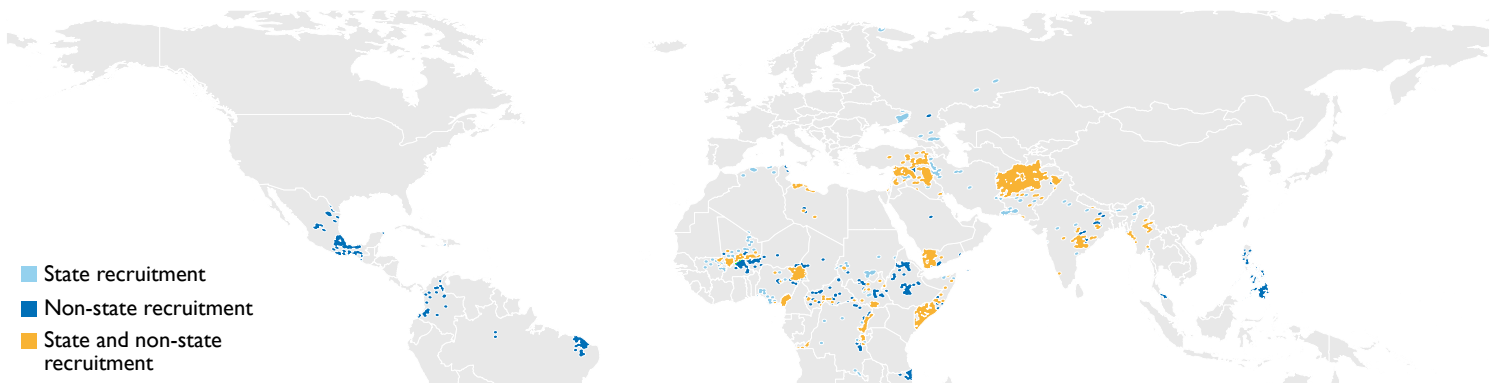 State recruitment
Non-state recruitment
State and non-state
recruitment